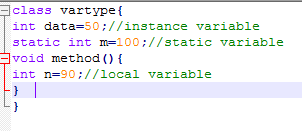 class vartype{
int data=50;//instance variable
static int m=100;//static variable
void method(){
int n=90;//local variable
}
}